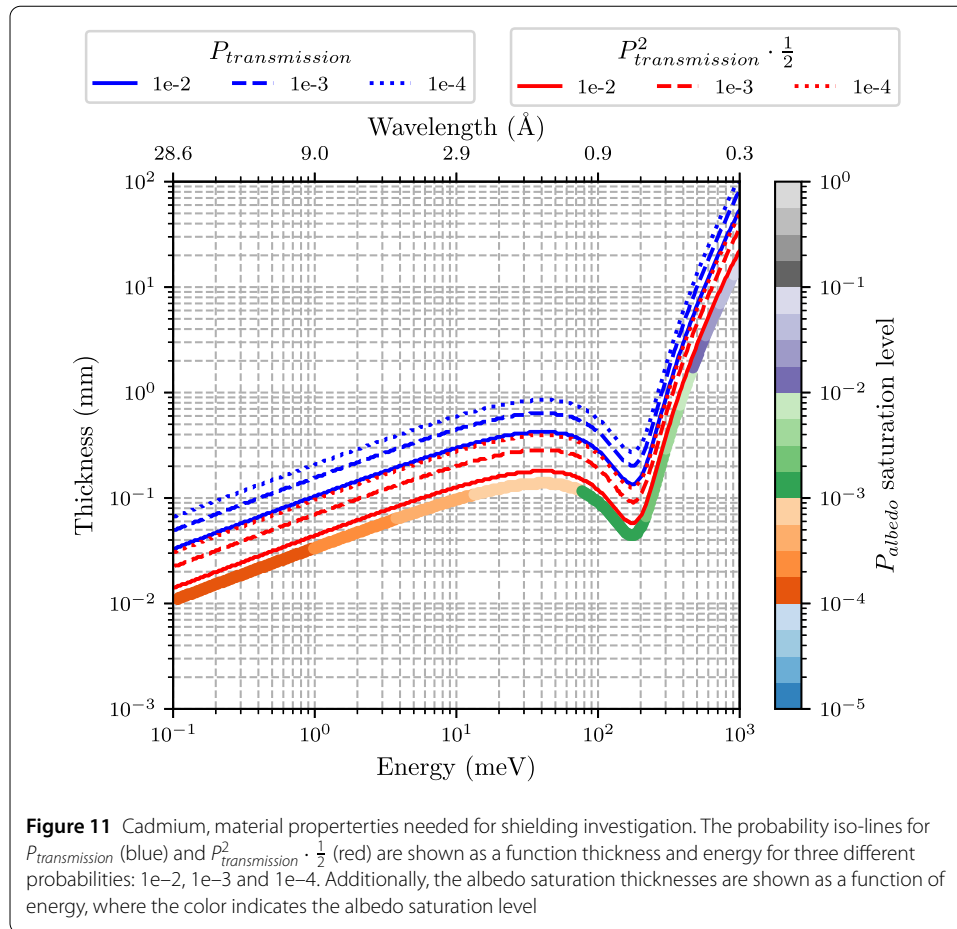 P_transmission
1e-2 1e-3 1e-4
P²_transmission · 1/2
1e-2 1e-3 1e-4
Wavelength (Å)
28.6 9.0 2.9 0.9 0.3
Thickness (mm)
10²
10¹
10⁰
10⁻¹
10⁻²
10⁻³
10⁻¹ 10⁰ 10¹ 10² 10³
Energy (meV)
10⁰
10⁻¹
10⁻²
10⁻³
10⁻⁴
10⁻⁵
P_albedo saturation level
Figure 11 Cadmium, material properterties needed for shielding investigation. The probability iso-lines for
P_transmission (blue) and P²_transmission · 1/2 (red) are shown as a function thickness and energy for three different
probabilities: 1e–2, 1e–3 and 1e–4. Additionally, the albedo saturation thicknesses are shown as a function of
energy, where the color indicates the albedo saturation level